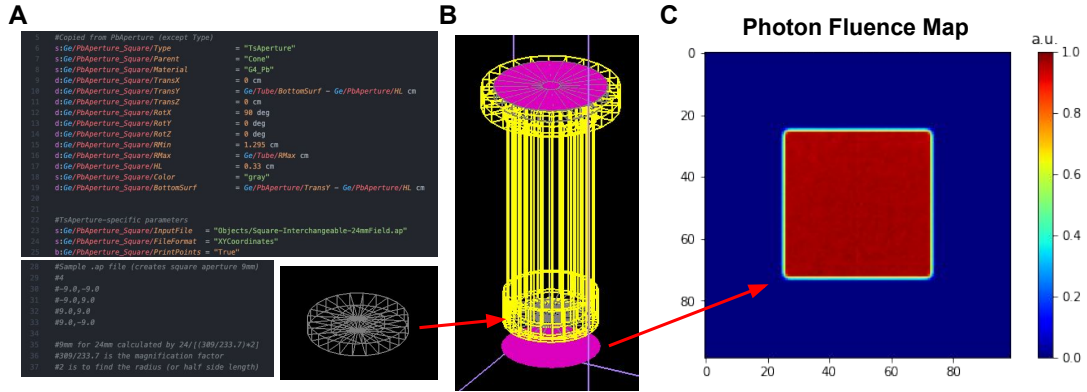 A
B
C
5 #Copied from PbAperture (except Type)
6 s:Ge/PbAperture_Square/Type = "TsAperture"
7 s:Ge/PbAperture_Square/Parent = "Cone"
8 s:Ge/PbAperture_Square/Material = "G4_Pb"
9 d:Ge/PbAperture_Square/TransX = 0 cm
10 d:Ge/PbAperture_Square/TransY = Ge/Tube/BottomSurf - Ge/PbAperture/HL cm
11 d:Ge/PbAperture_Square/TransZ = 0 cm
12 d:Ge/PbAperture_Square/RotX = 90 deg
13 d:Ge/PbAperture_Square/RotY = 0 deg
14 d:Ge/PbAperture_Square/RotZ = 0 deg
15 d:Ge/PbAperture_Square/RMin = 1.295 cm
16 d:Ge/PbAperture_Square/RMax = Ge/Tube/RMax cm
17 d:Ge/PbAperture_Square/HL = 0.33 cm
18 s:Ge/PbAperture_Square/Color = "gray"
19 d:Ge/PbAperture_Square/BottomSurf = Ge/PbAperture/TransY - Ge/PbAperture/HL cm
20
21
22 #TsAperture-specific parameters
23 s:Ge/PbAperture_Square/InputFile = "Objects/Square-Interchangeable-24mmField.ap"
24 s:Ge/PbAperture_Square/FileFormat = "XYCoordinates"
25 b:Ge/PbAperture_Square/PrintPoints = "True"
28 #Sample .ap file (creates square aperture 9mm)
29 #4
30 #-9.0,-9.0
31 #-9.0,9.0
32 #9.0,9.0
33 #9.0,-9.0
34
35 #9mm for 24mm calculated by 24/[(309/233.7)*2]
36 #309/233.7 is the magnification factor
37 #2 is to find the radius (or half side length)
Photon Fluence Map
a.u.
0
20
40
60
80
0
20
40
60
80
1.0
0.8
0.6
0.4
0.2
0.0